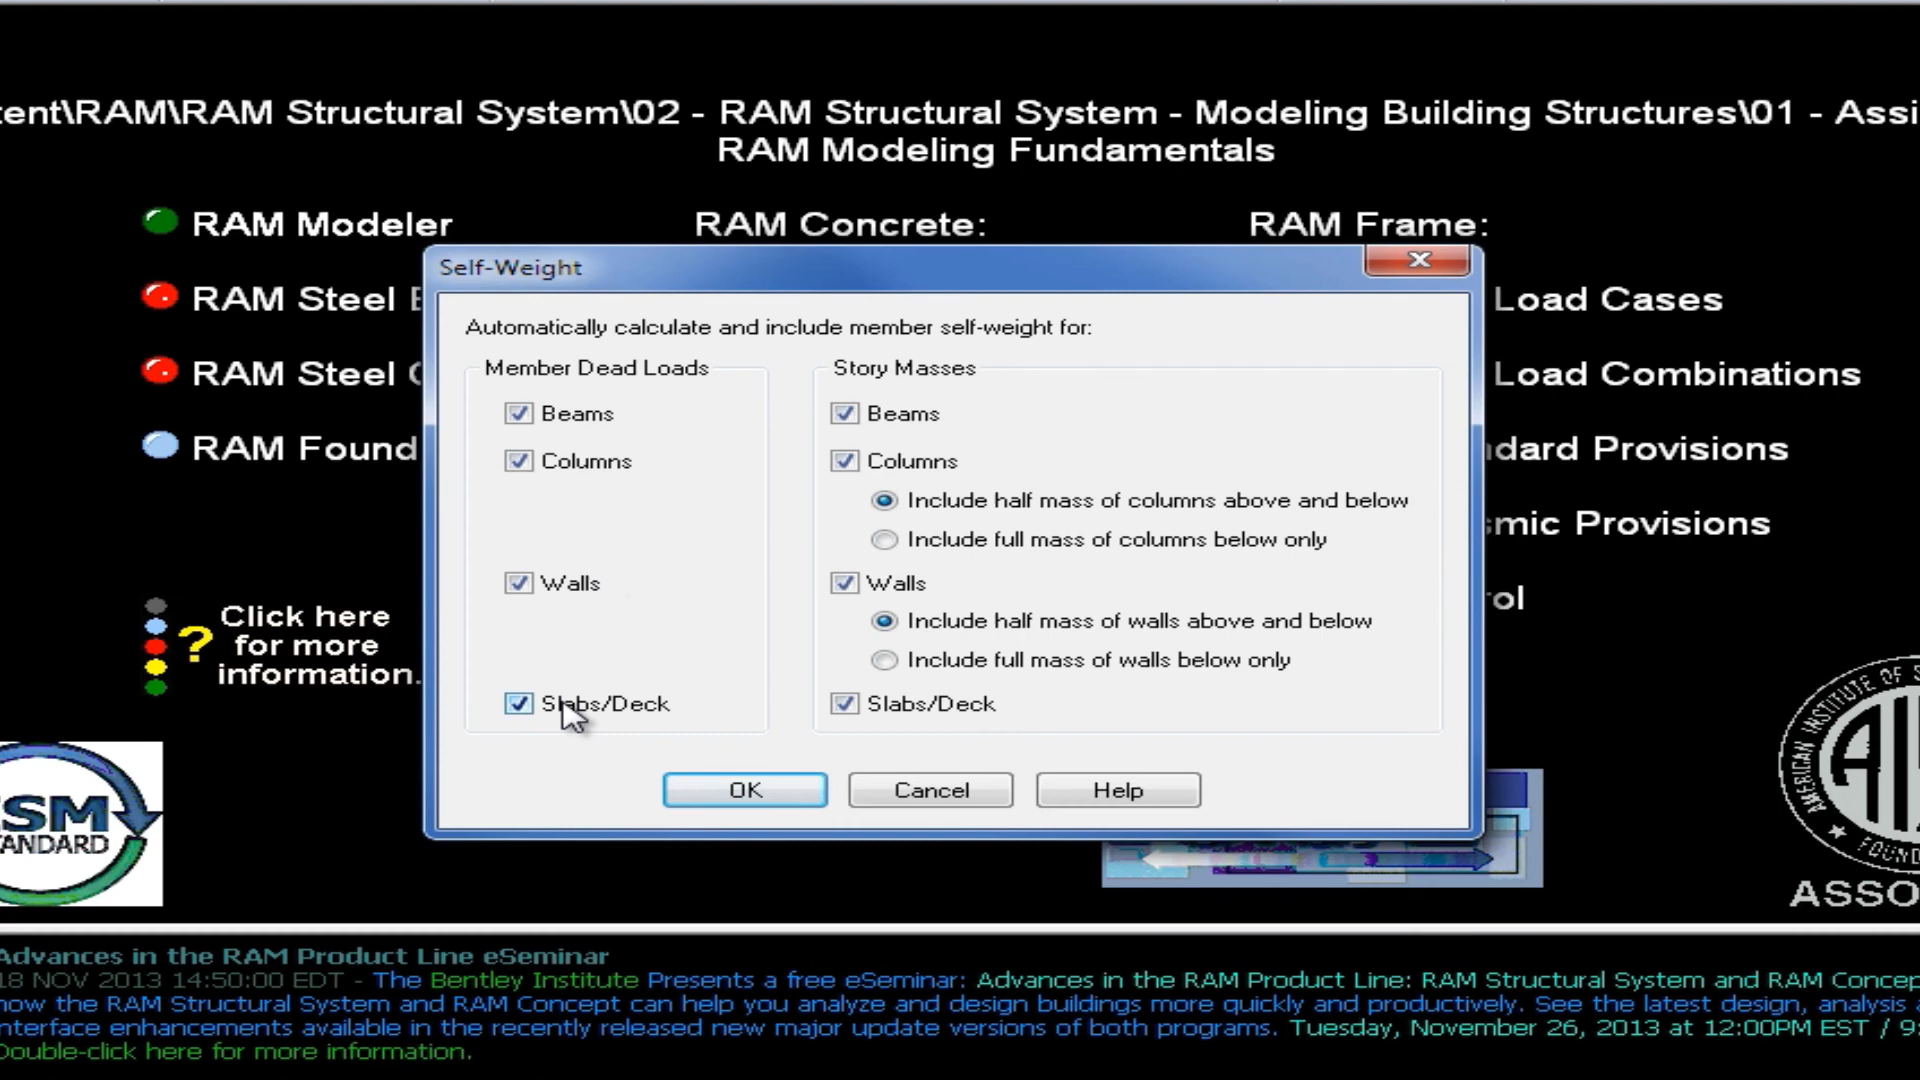 tent\RAM\RAM Structural System\02 - RAM Structural System - Modeling Building Structures\01 - Assi
RAM Modeling Fundamentals
RAM Modeler
RAM Concrete:
RAM Frame:
RAM Steel
RAM Steel
RAM Found
Load Cases
Load Combinations
dard Provisions
smic Provisions
rol
Click here
for more
information.
?
Self-Weight
Automatically calculate and include member self-weight for:
Member Dead Loads
Beams
Columns
Walls
Slabs/Deck
Story Masses
Beams
Columns
Include half mass of columns above and below
Include full mass of columns below only
Walls
Include half mass of walls above and below
Include full mass of walls below only
Slabs/Deck
OK
Cancel
Help
SM
TANDARD
AMERICAN INSTITUTE OF S
FOUND
ASSO
Advances in the RAM Product Line eSeminar
18 NOV 2013 14:50:00 EDT - The Bentley Institute Presents a free eSeminar: Advances in the RAM Product Line: RAM Structural System and RAM Concep
how the RAM Structural System and RAM Concept can help you analyze and design buildings more quickly and productively. See the latest design, analysis a
nterface enhancements available in the recently released new major update versions of both programs. Tuesday, November 26, 2013 at 12:00PM EST / 9:
Double-click here for more information.